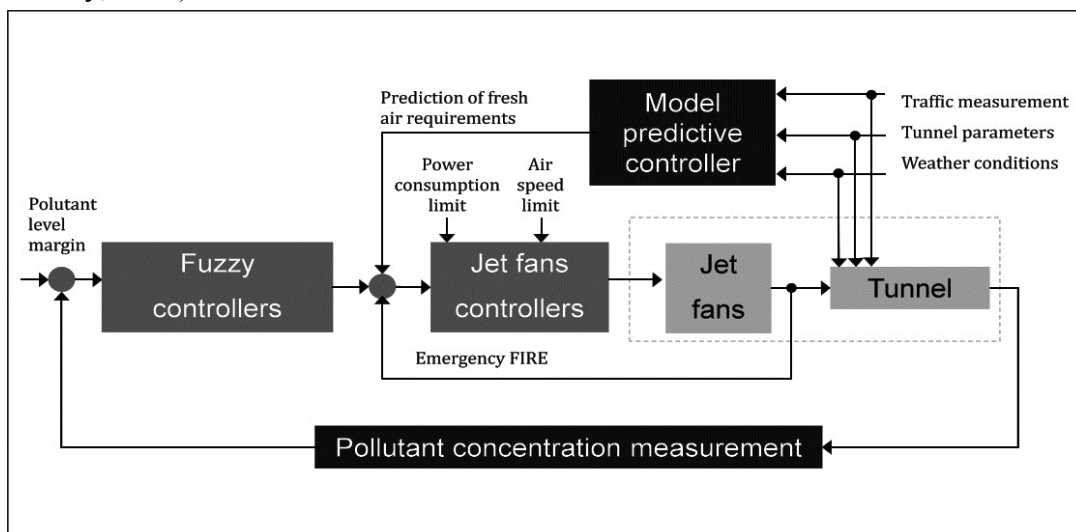 Prediction of fresh
air requirements
Model
predictive
controller
Traffic measurement
Tunnel parameters
Weather conditions
Power
consumption
limit
Air
speed
limit
Polutant
level
margin
Fuzzy
controllers
Jet fans
controllers
Jet
fans
Tunnel
Emergency FIRE
Pollutant concentration measurement